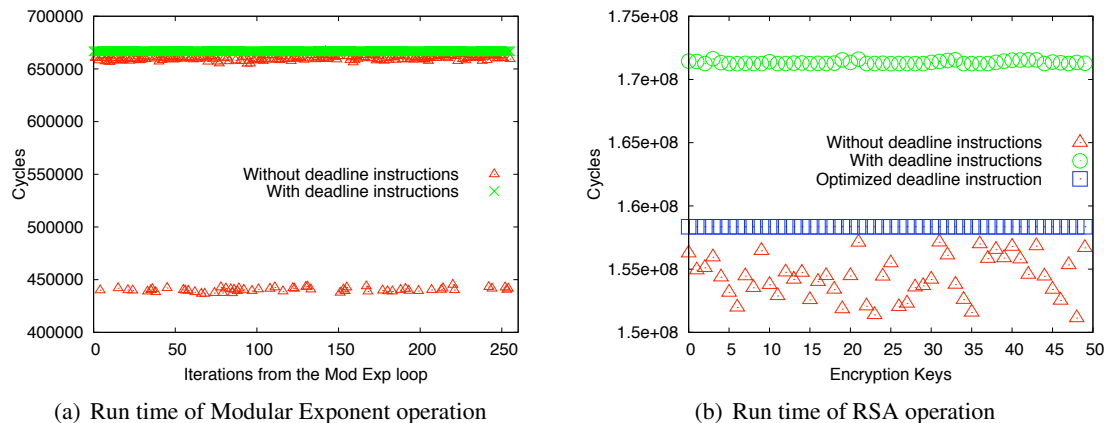 700000
650000
600000
550000
500000
450000
400000
Cycles
Without deadline instructions
With deadline instructions
0 50 100 150 200 250
Iterations from the Mod Exp loop
(a) Run time of Modular Exponent operation
1.75e+08
1.7e+08
1.65e+08
1.6e+08
1.55e+08
1.5e+08
Cycles
Without deadline instructions
With deadline instructions
Optimized deadline instruction
0 5 10 15 20 25 30 35 40 45 50
Encryption Keys
(b) Run time of RSA operation